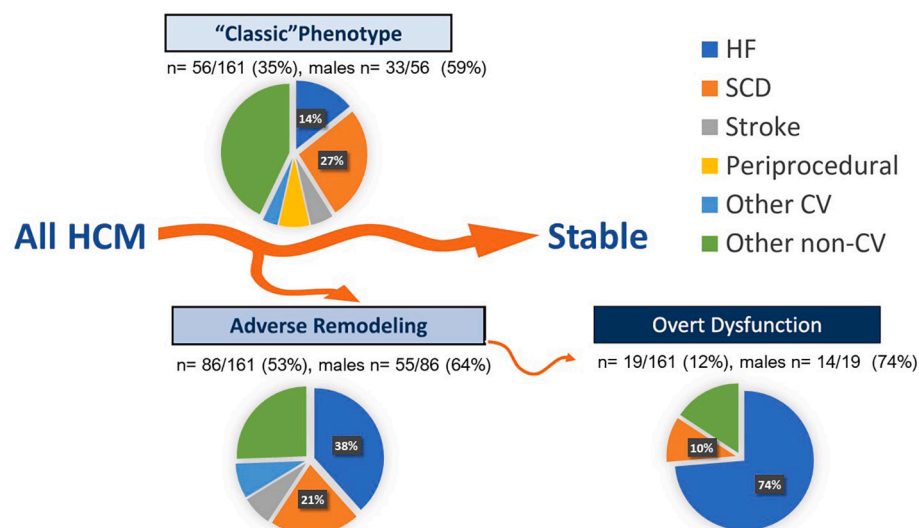 “Classic”Phenotype
n= 56/161 (35%), males n= 33/56 (59%)
14%
27%
HF
SCD
Stroke
Periprocedural
Other CV
Other non-CV
All HCM
Stable
Adverse Remodeling
n= 86/161 (53%), males n= 55/86 (64%)
38%
21%
Overt Dysfunction
n= 19/161 (12%), males n= 14/19 (74%)
10%
74%